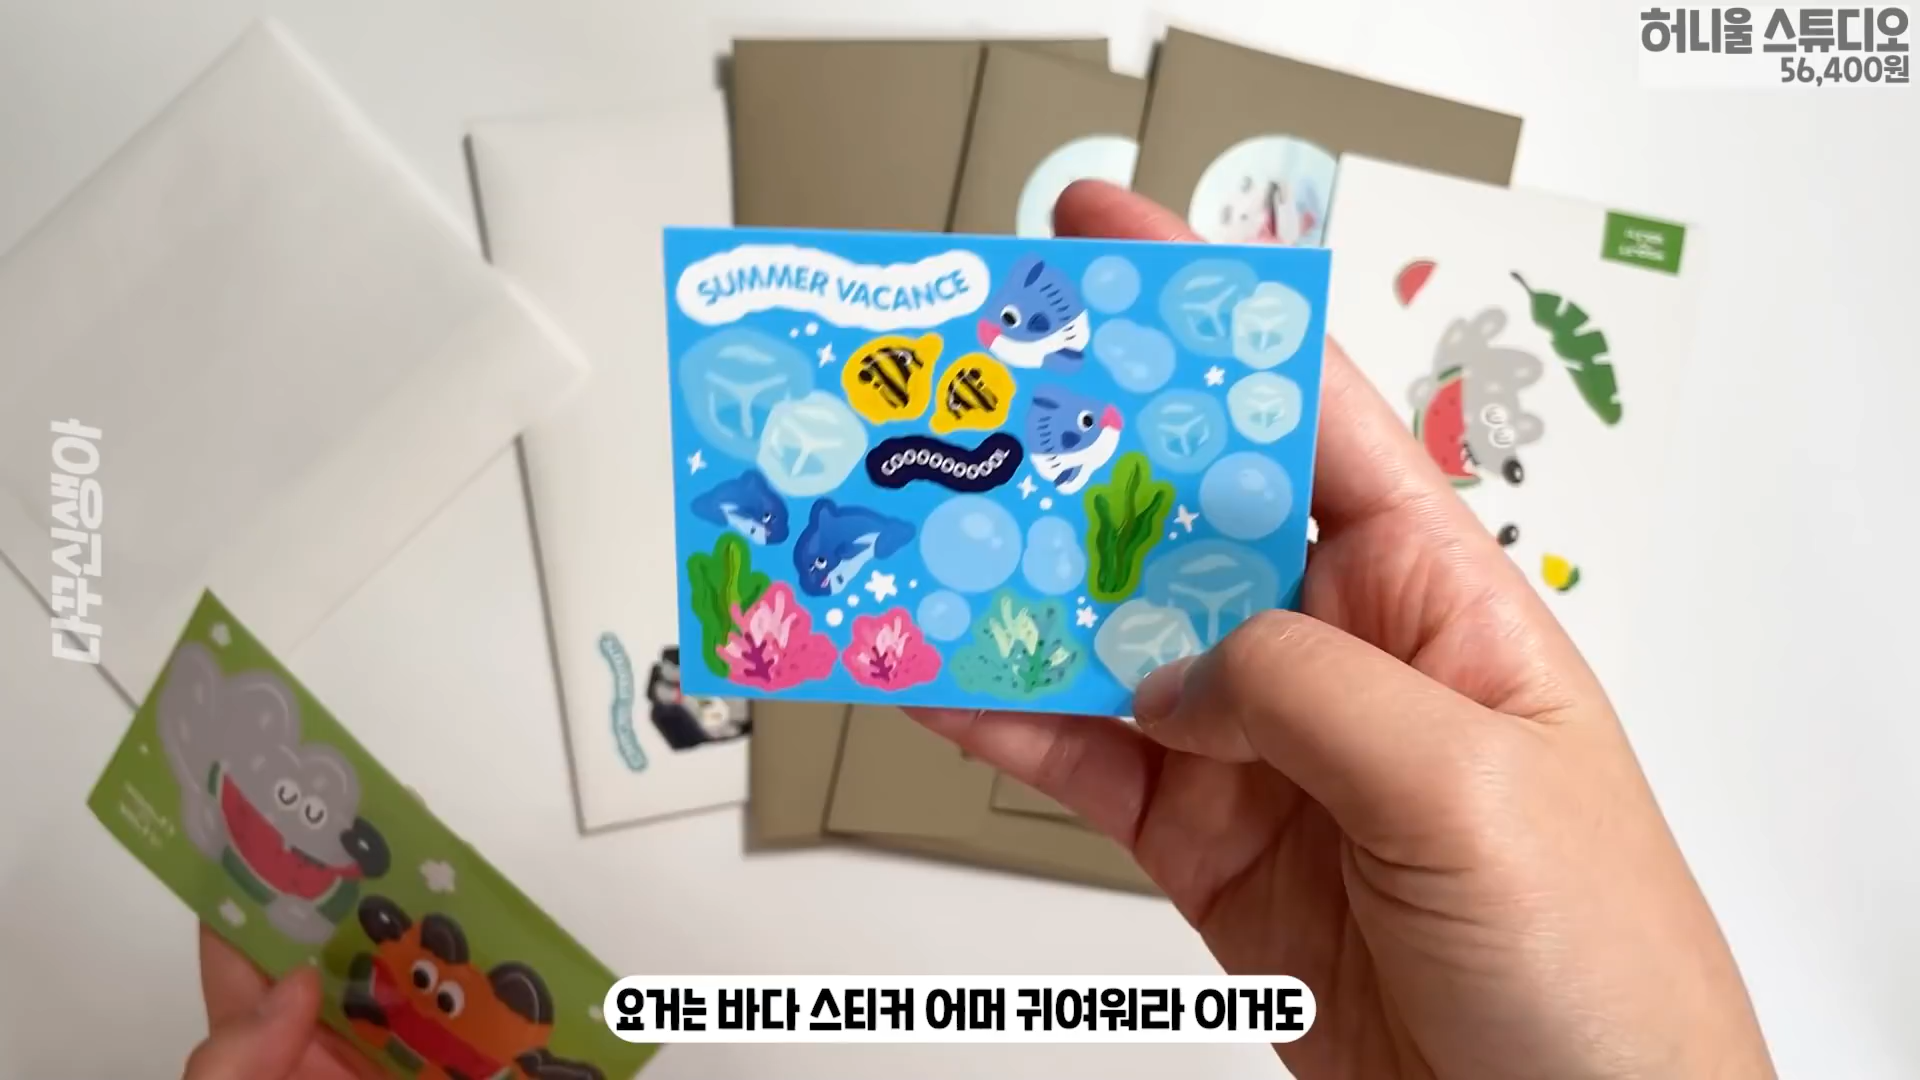 허니울 스튜디오
56,400원
SUMMER VACANCE
COOOOOOOOOL
다꾸신생아
요거는 바다 스티커 어머 귀여워라 이거도